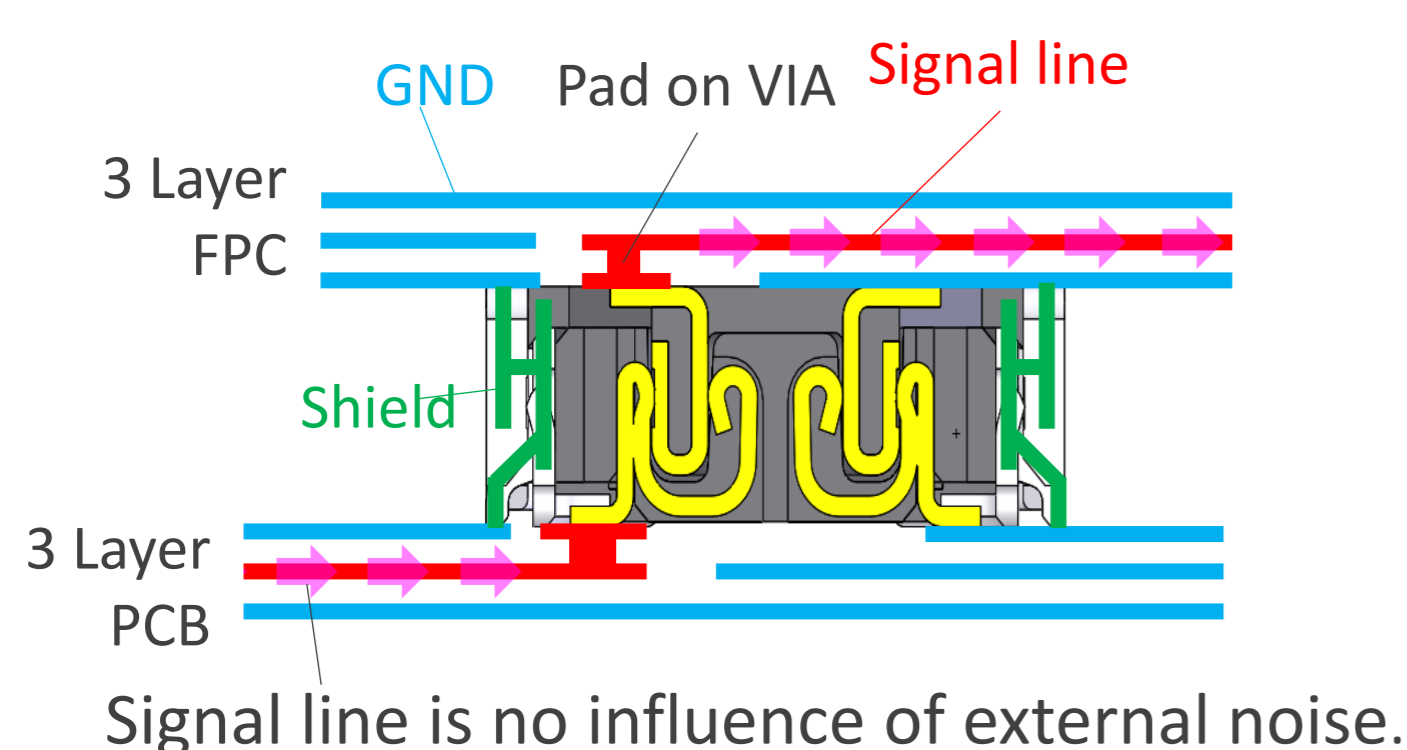 GND
Pad on VIA
Signal line
3 Layer
FPC
Shield
3 Layer
PCB
Signal line is no influence of external noise.